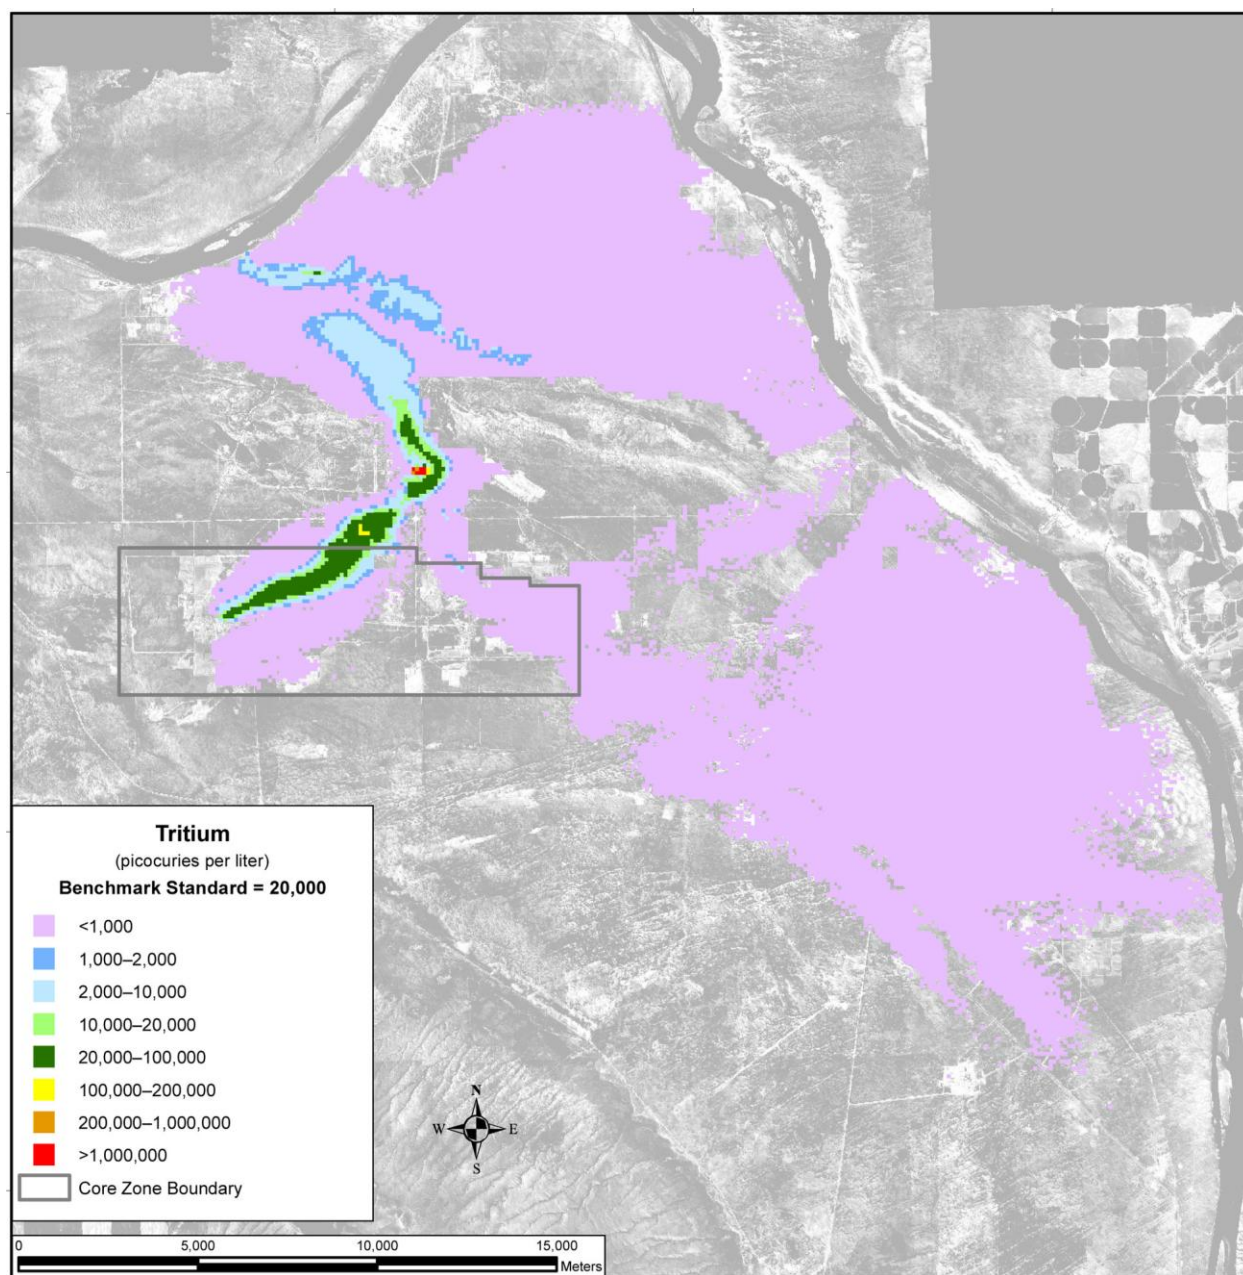 Tritium
(picocuries per liter)
Benchmark Standard = 20,000
<1,000
1,000–2,000
2,000–10,000
10,000–20,000
20,000–100,000
100,000–200,000
200,000–1,000,000
>1,000,000
Core Zone Boundary
N
W E
S
0 5,000 10,000 15,000
Meters